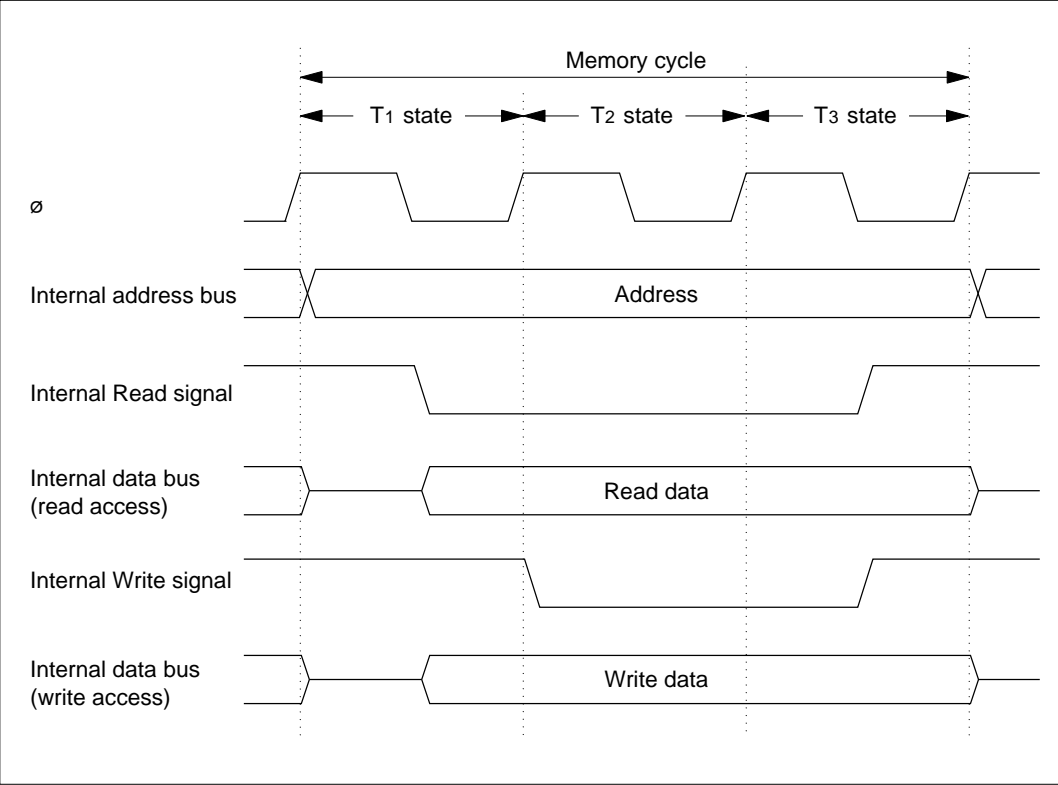 Memory cycle
T1 state
T2 state
T3 state
ø
Internal address bus
Address
Internal Read signal
Internal data bus
(read access)
Read data
Internal Write signal
Internal data bus
(write access)
Write data